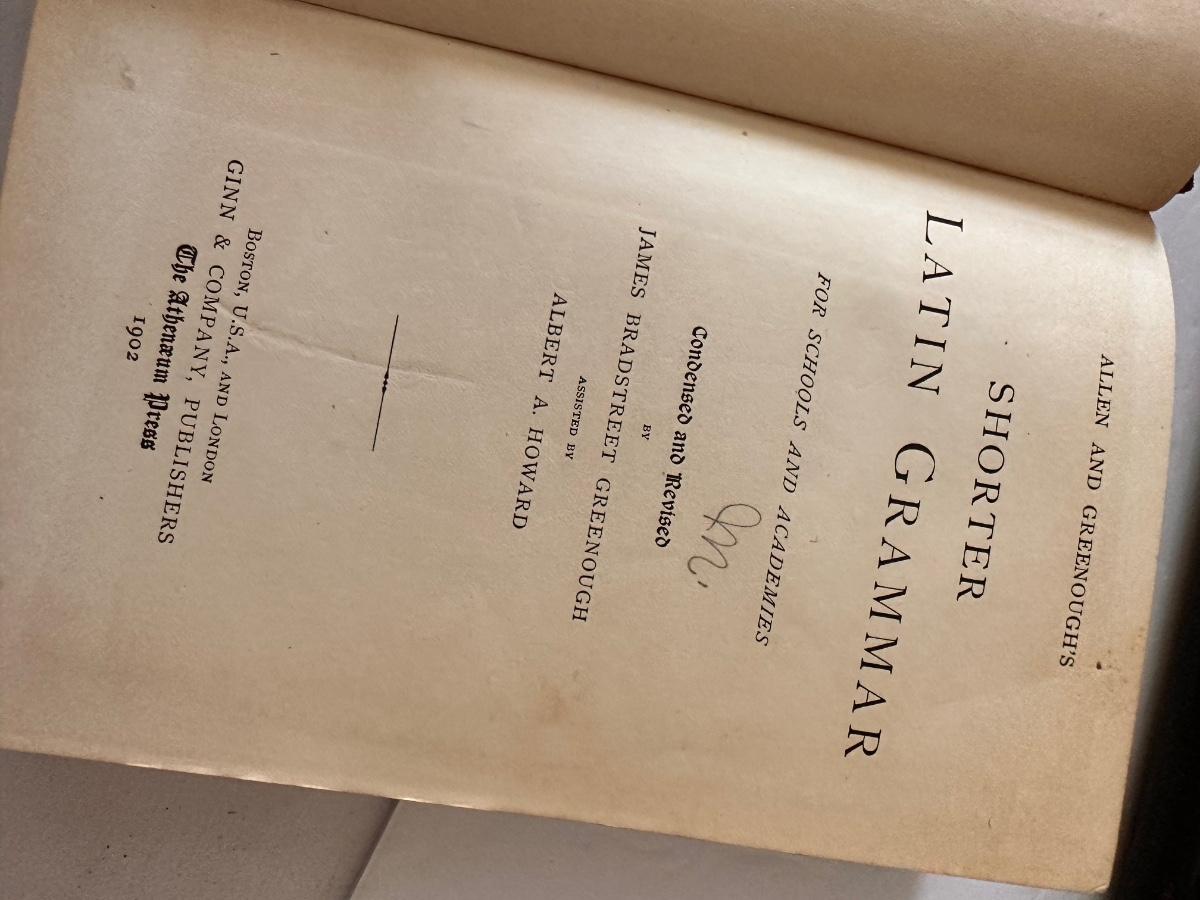 ALLEN AND GREENOUGH'S
SHORTER
LATIN GRAMMAR
FOR SCHOOLS AND ACADEMIES
Condensed and Revised
BY
JAMES BRADSTREET GREENOUGH
ASSISTED BY
ALBERT A. HOWARD
BOSTON, U.S.A., AND LONDON
GINN & COMPANY, PUBLISHERS
The Athenæum Press
1902